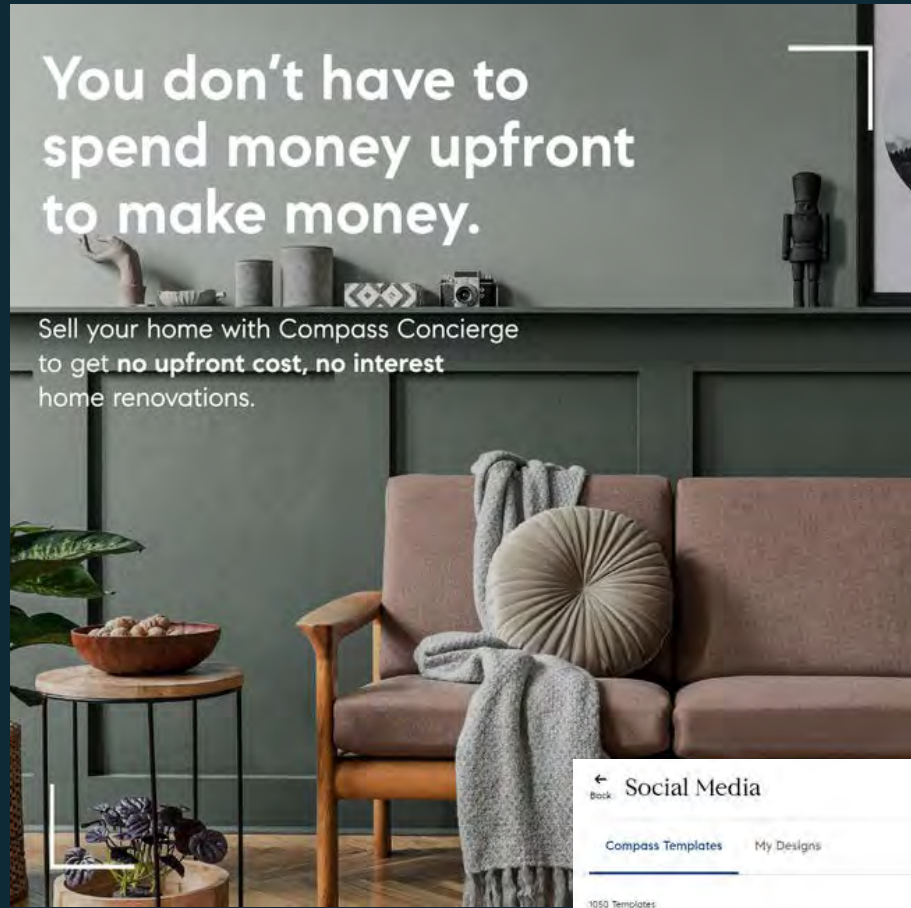 You don't have to
spend money upfront
to make money.
Sell your home with Compass Concierge
to get no upfront cost, no interest
home renovations.
Back
Social Media
Compass Templates My Designs
1050 Templates